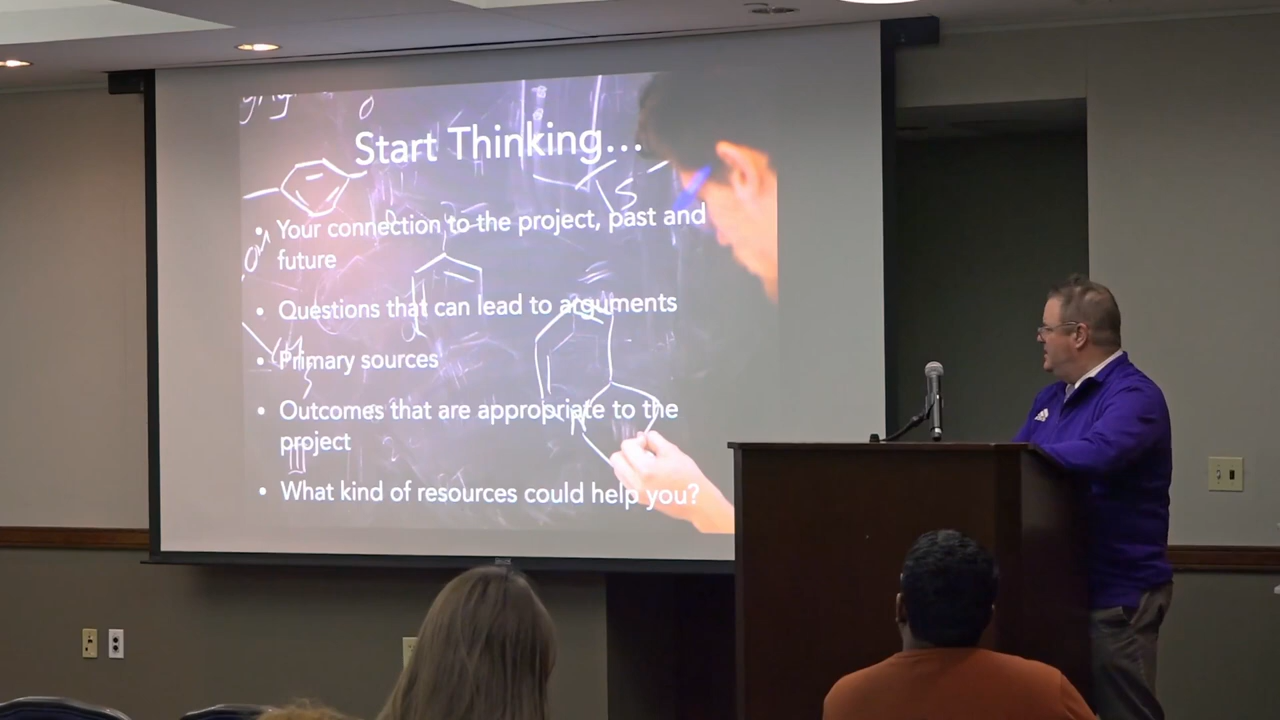 Start Thinking...
• Your connection to the project, past and
future
• Questions that can lead to arguments
• Primary sources
• Outcomes that are appropriate to the
project
• What kind of resources could help you?